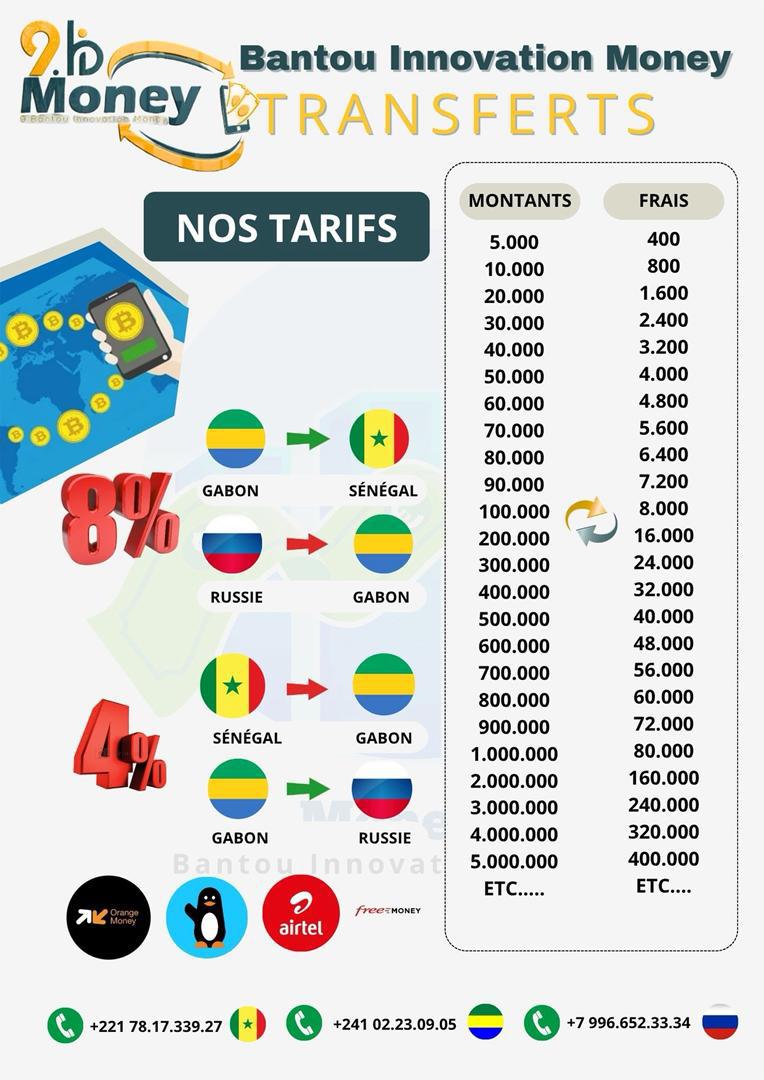 9.bi
Money
9 Bantou Innovation Money
Bantou Innovation Money
TRANSFERTS
NOS TARIFS
8%
GABON SÉNÉGAL
RUSSIE GABON
4%
SÉNÉGAL GABON
GABON RUSSIE
MONTANTS FRAIS
5.000 400
10.000 800
20.000 1.600
30.000 2.400
40.000 3.200
50.000 4.000
60.000 4.800
70.000 5.600
80.000 6.400
90.000 7.200
100.000 8.000
200.000 16.000
300.000 24.000
400.000 32.000
500.000 40.000
600.000 48.000
700.000 56.000
800.000 60.000
900.000 72.000
1.000.000 80.000
2.000.000 160.000
3.000.000 240.000
4.000.000 320.000
5.000.000 400.000
ETC..... ETC....
Mone
Bantou Innovat
Orange
Money
airtel
free MONEY
+221 78.17.339.27
+241 02.23.09.05
+7 996.652.33.34